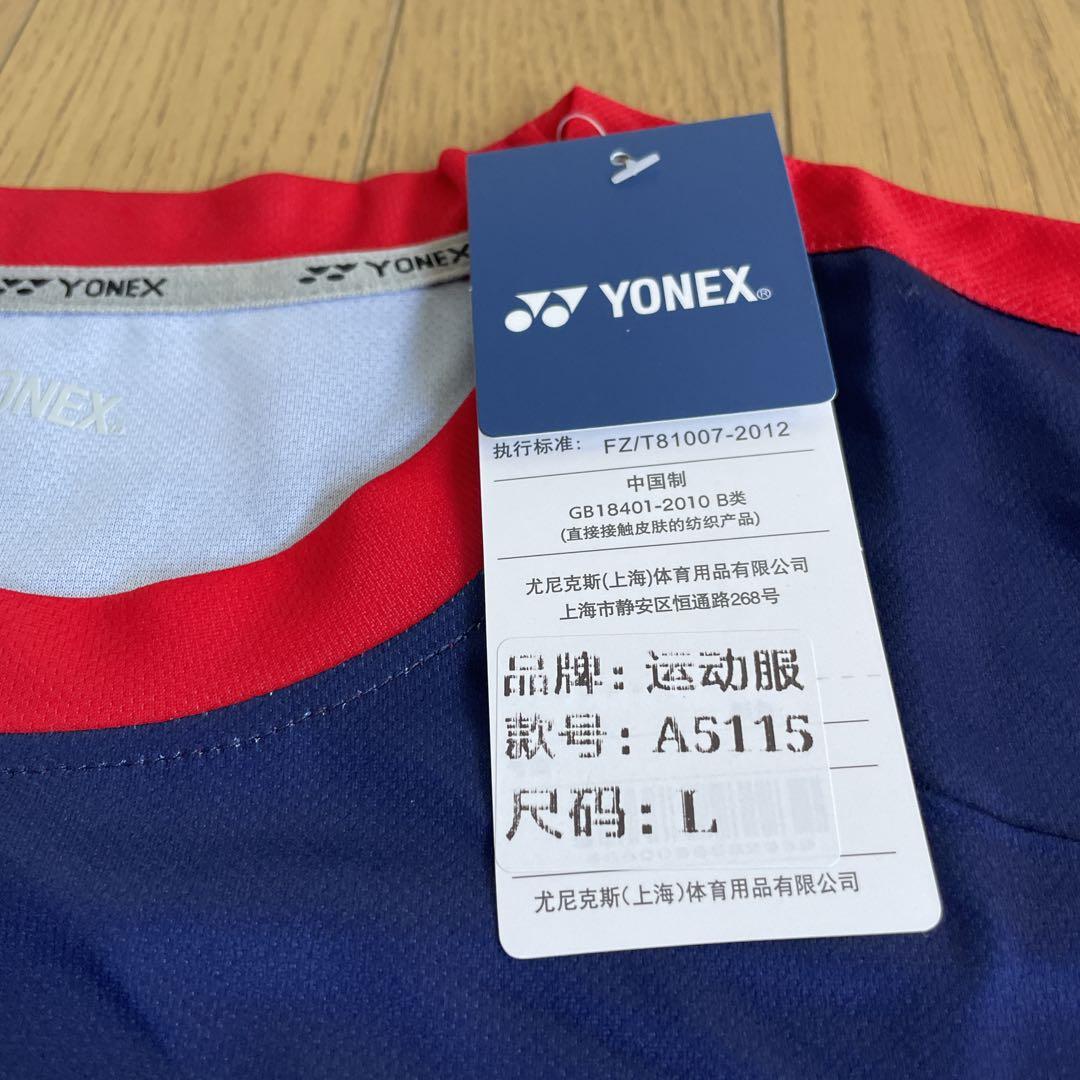 YONEX
YONEX
ONEX
YONEX®
执行标准: FZ/T81007-2012
中国制
GB18401-2010 B类
(直接接触皮肤的纺织产品)
尤尼克斯(上海)体育用品有限公司
上海市静安区恒通路268号
品牌: 运动服
款号: A5115
尺码: L
尤尼克斯(上海)体育用品有限公司